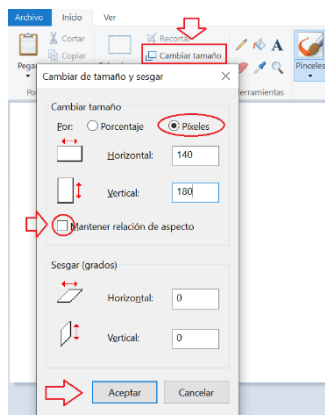 Archivo Inicio Ver
Cortar
Recortar
Copiar
Cambiar tamaño
Pegar
Pinceles
Cambiar de tamaño y sesgar
Cambiar tamaño
Por: Porcentaje Píxeles
Horizontal: 140
Vertical: 180
Mantener relación de aspecto
Sesgar (grados)
Horizontal: 0
Vertical: 0
Aceptar Cancelar